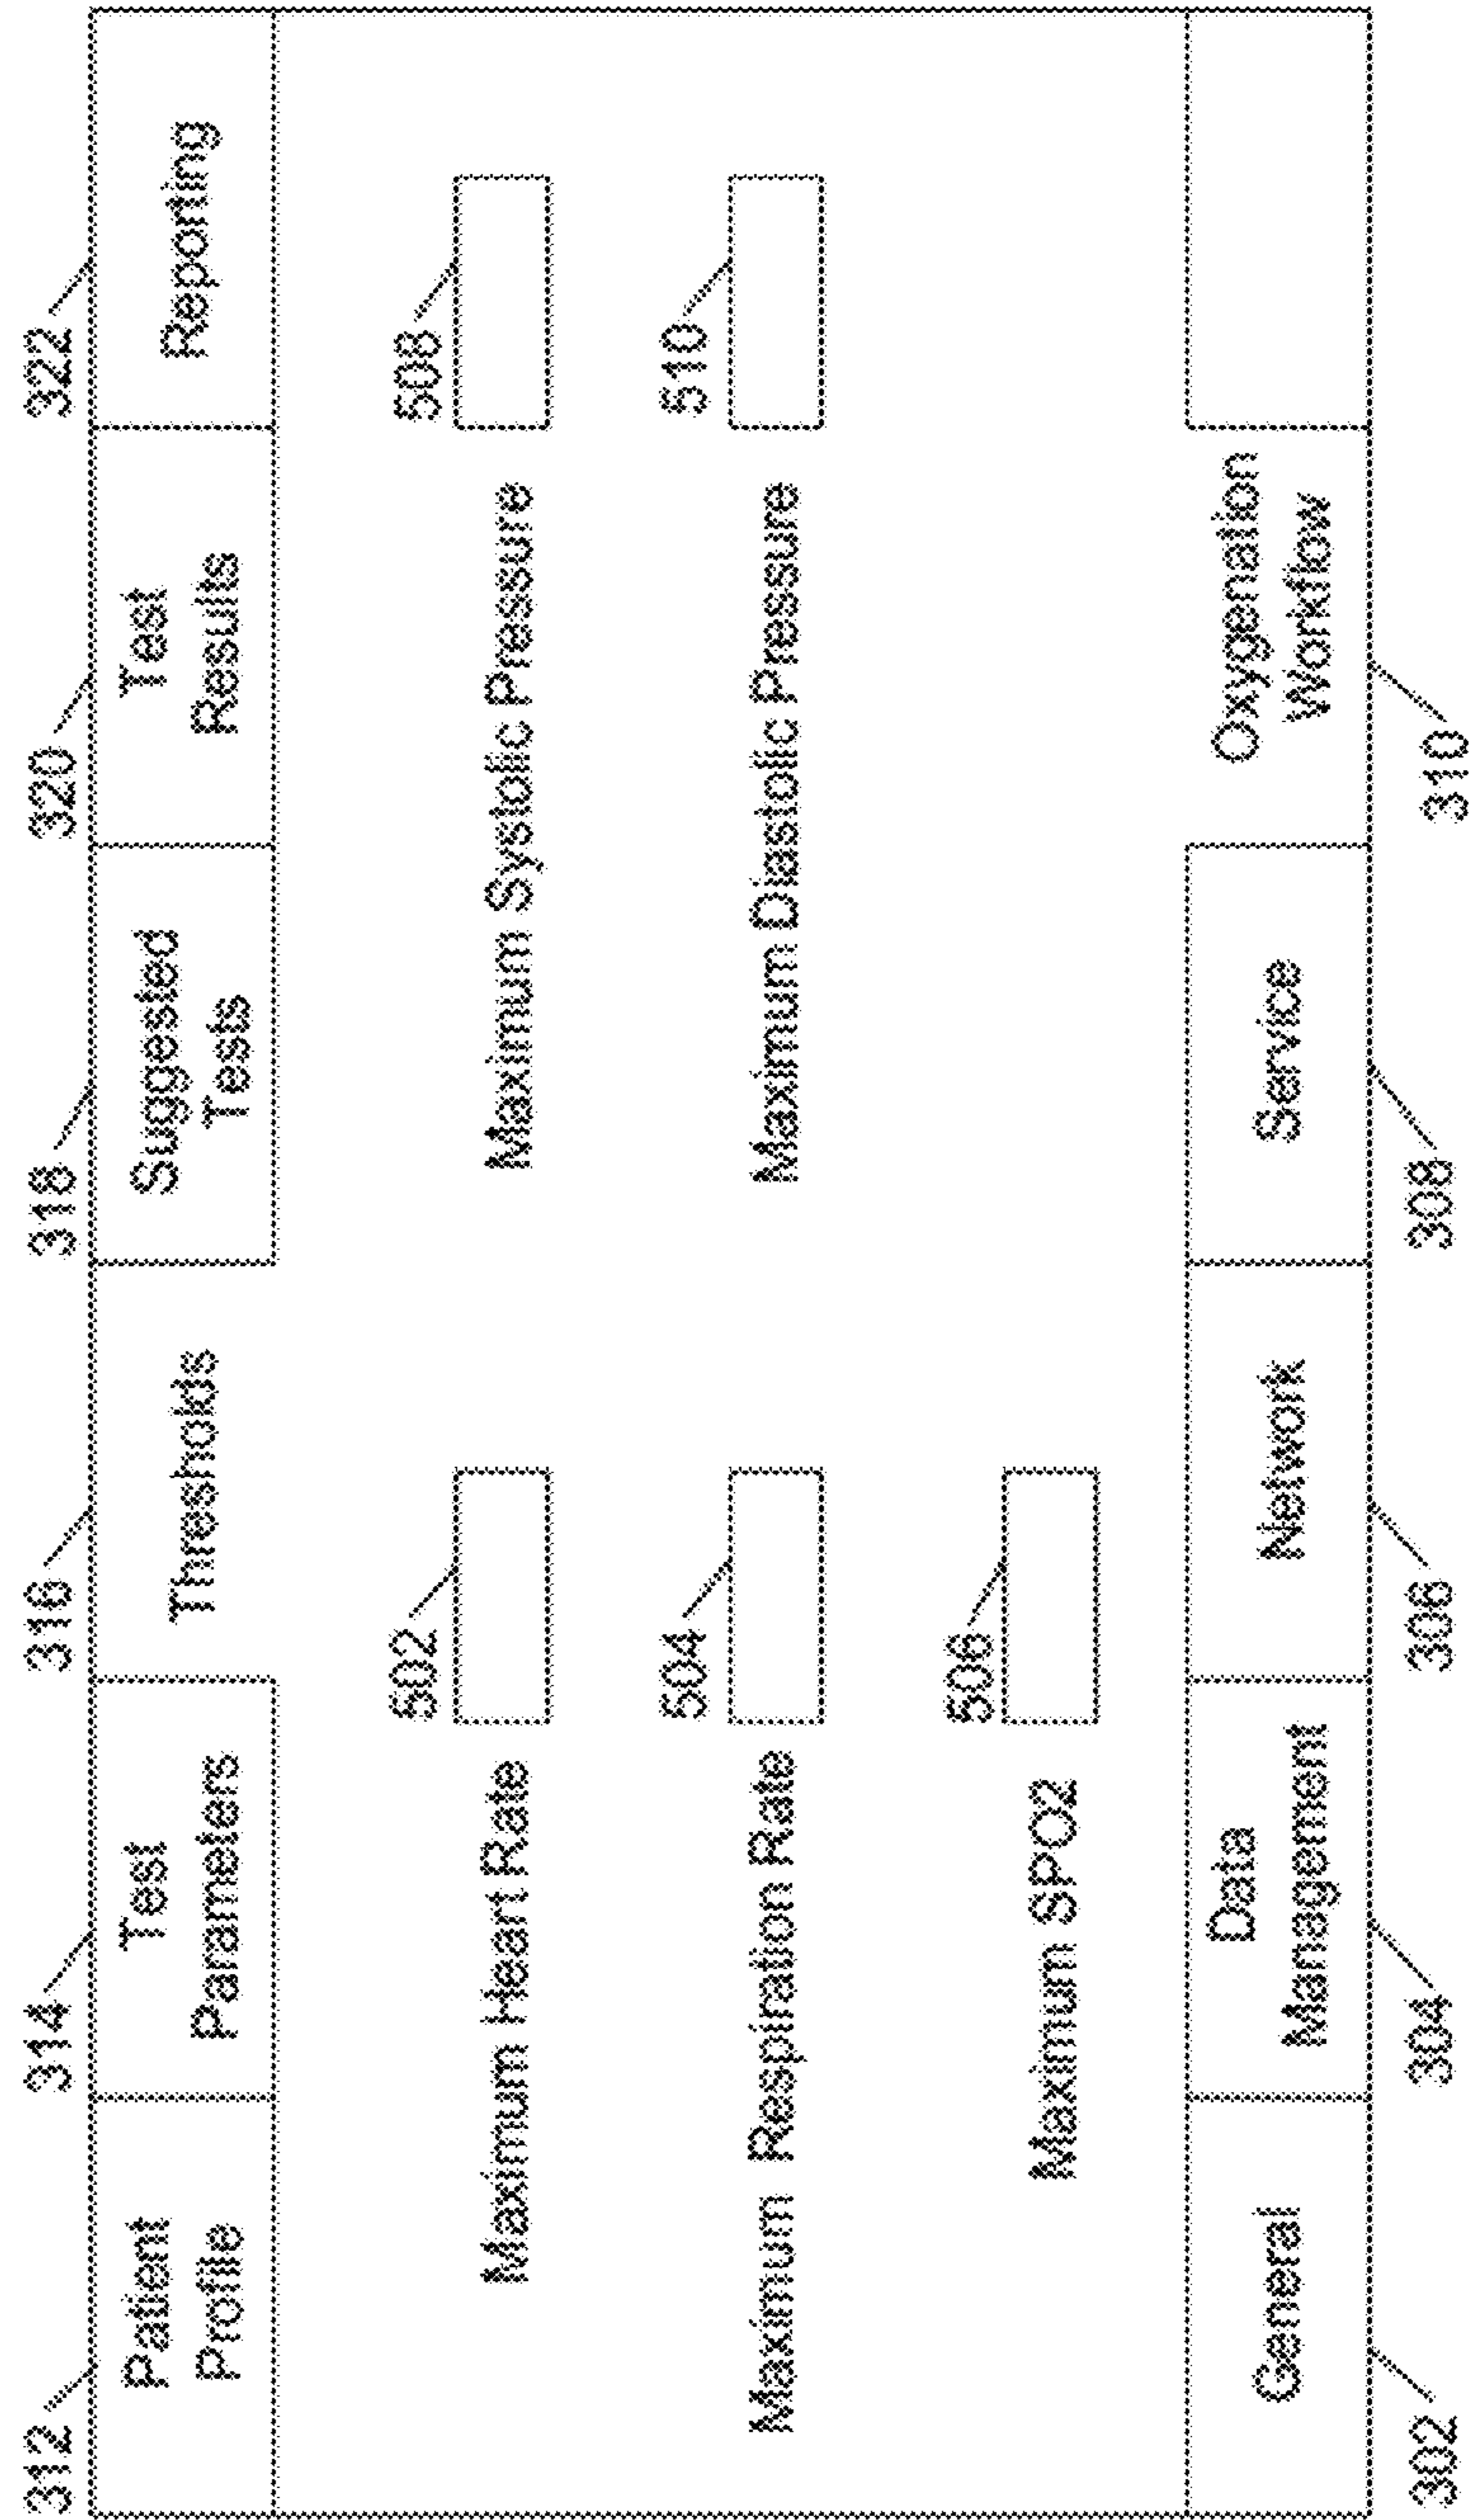 312
314
316
318
320
322
Patient
Profile
Test
Parameters
Thresholds
Suggested
Tests
Test
Results
Reporting
502
508
Maximum Heart Rate
Maximum Systolic Pressure
504
510
Maximum Respiration Rate
Maximum Diastolic Pressure
506
Maximum SPO2
General
Data
Management
Network
Service
Oxygenation
Workflow
302
304
306
308
310